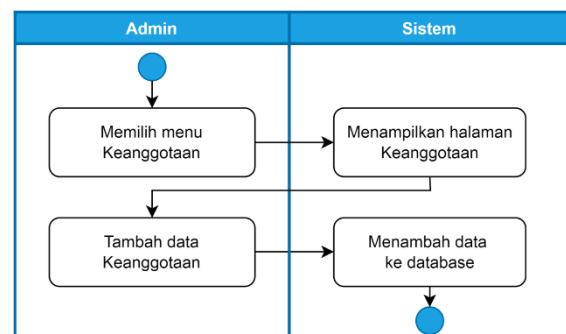 Admin
Sistem
Memilih menu
Keanggotaan
Menampilkan halaman
Keanggotaan
Tambah data
Keanggotaan
Menambah data
ke database